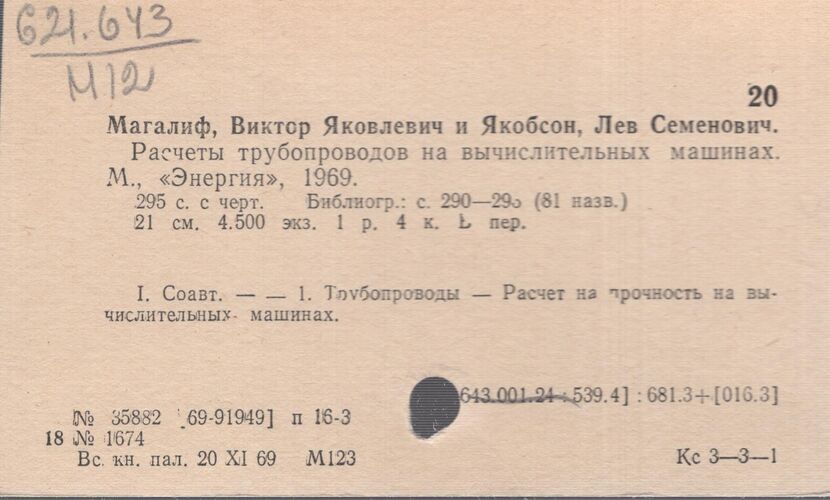 621.643
М12
20
Магалиф, Виктор Яковлевич и Якобсон, Лев Семенович.
Расчеты трубопроводов на вычислительных машинах.
М., «Энергия», 1969.
295 с. с черт. Библиогр.: с. 290— (81 назв.)
21 см. 4.500 экз. 1 р. 4 к. В пер.
I. Соавт. — — 1. Трубопроводы — Расчет на прочность на вы-
числительных машинах.
643.001.24 : 539.4] : 681.3+[016.3]
№ 35882 [69-91949] п 16-3
18 № 1674
Вс. кн. пал. 20 XI 69 М123
Кс 3—3—1